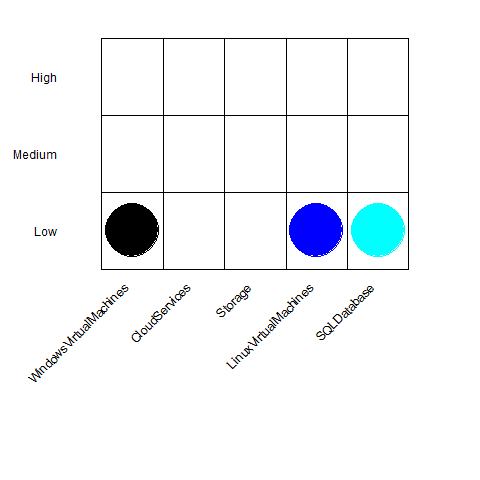 High
Medium
Low
WindowsVirtualMachines
CloudServices
Storage
LinuxVirtualMachines
SQLDatabase